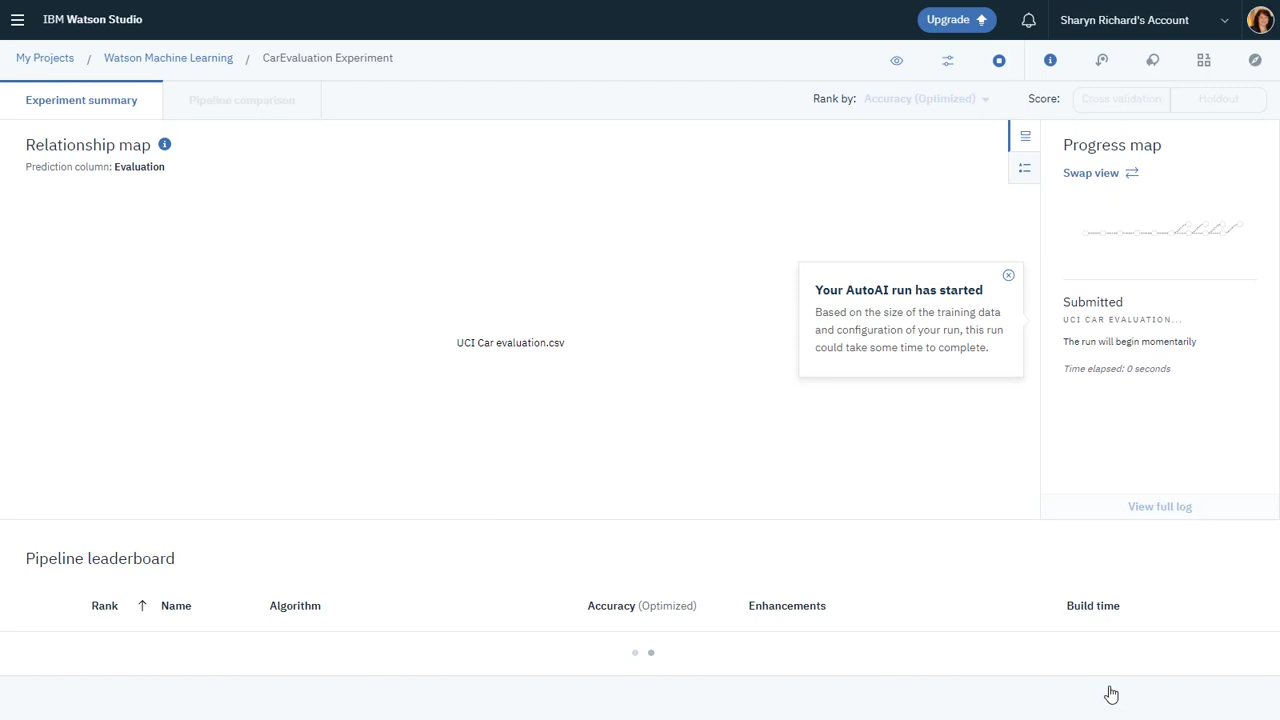 IBM Watson Studio
Upgrade
Sharyn Richard's Account
My Projects / Watson Machine Learning / CarEvaluation Experiment
Experiment summary
Pipeline comparison
Rank by: Accuracy (Optimized)
Score: Cross validation Holdout
Relationship map
Prediction column: Evaluation
UCI Car evaluation.csv
Your AutoAI run has started
Based on the size of the training data
and configuration of your run, this run
could take some time to complete.
Progress map
Swap view
Submitted
UCI CAR EVALUATION...
The run will begin momentarily
Time elapsed: 0 seconds
View full log
Pipeline leaderboard
Rank Name Algorithm Accuracy (Optimized) Enhancements Build time